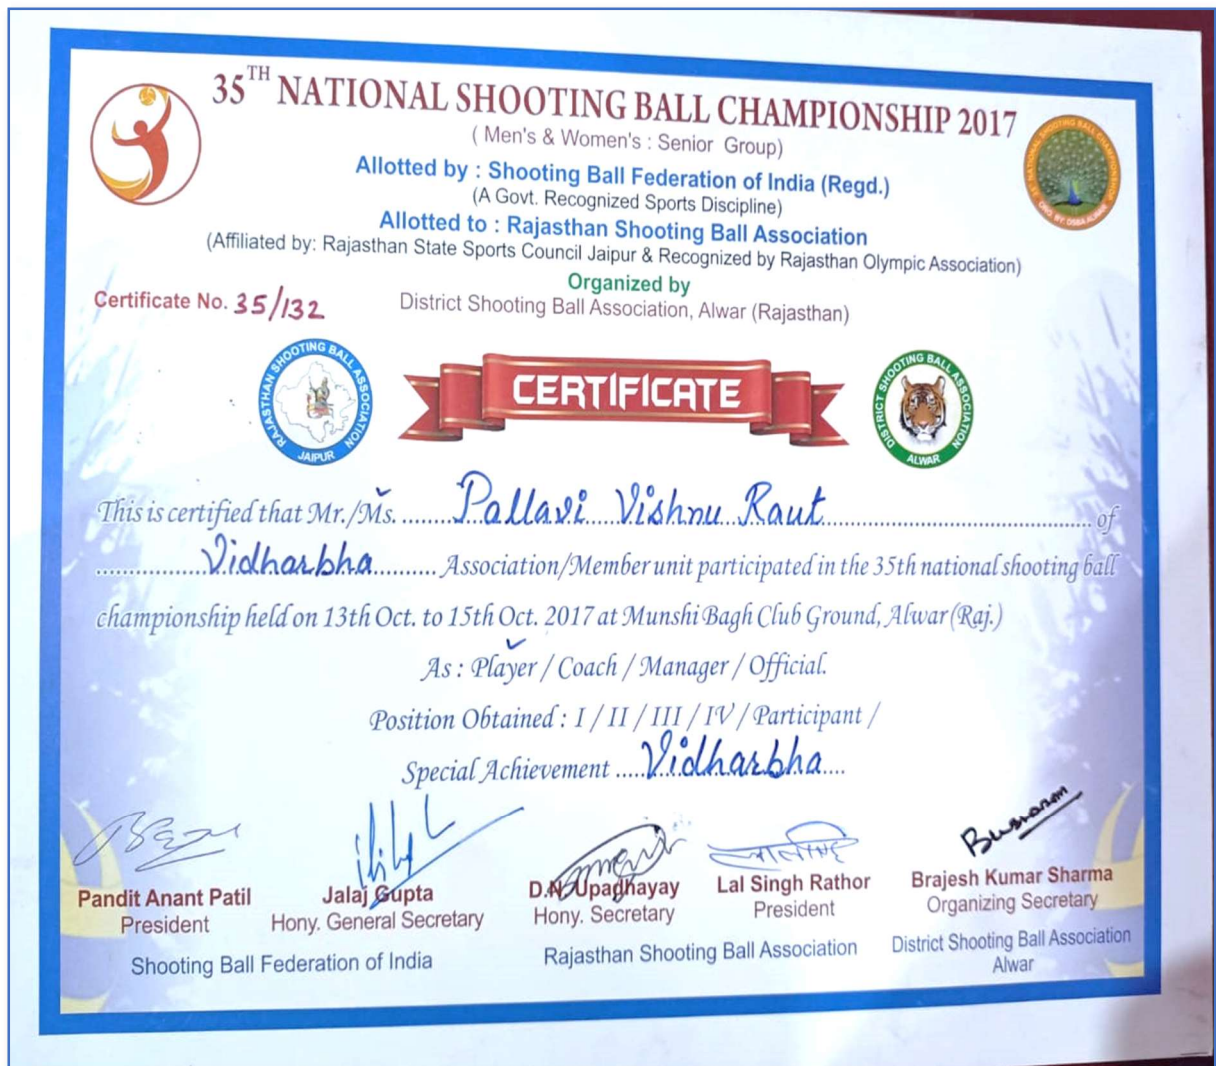 35TH NATIONAL SHOOTING BALL CHAMPIONSHIP 2017
( Men's & Women's : Senior Group)
Allotted by : Shooting Ball Federation of India (Regd.)
(A Govt. Recognized Sports Discipline)
Allotted to : Rajasthan Shooting Ball Association
(Affiliated by: Rajasthan State Sports Council Jaipur & Recognized by Rajasthan Olympic Association)
Organized by
Certificate No. 35/132
District Shooting Ball Association, Alwar (Rajasthan)
RAJASTHAN SHOOTING BALL ASSOCIATION
JAIPUR
CERTIFICATE
DISTRICT SHOOTING BALL ASSOCIATION
ALWAR
This is certified that Mr./Ms. ........Pallavi Vishnu Raut........ of
........Vidharbha........ Association/Member unit participated in the 35th national shooting ball
championship held on 13th Oct. to 15th Oct. 2017 at Munshi Bagh Club Ground, Alwar (Raj.)
As : Player / Coach / Manager / Official.
Position Obtained : I / II / III / IV / Participant /
Special Achievement .....Vidharbha....
Pandit Anant Patil
President
Jalaj Gupta
Hony. General Secretary
Shooting Ball Federation of India
D.N. Upadhayay
Hony. Secretary
Lal Singh Rathor
President
Rajasthan Shooting Ball Association
Brajesh Kumar Sharma
Organizing Secretary
District Shooting Ball Association
Alwar